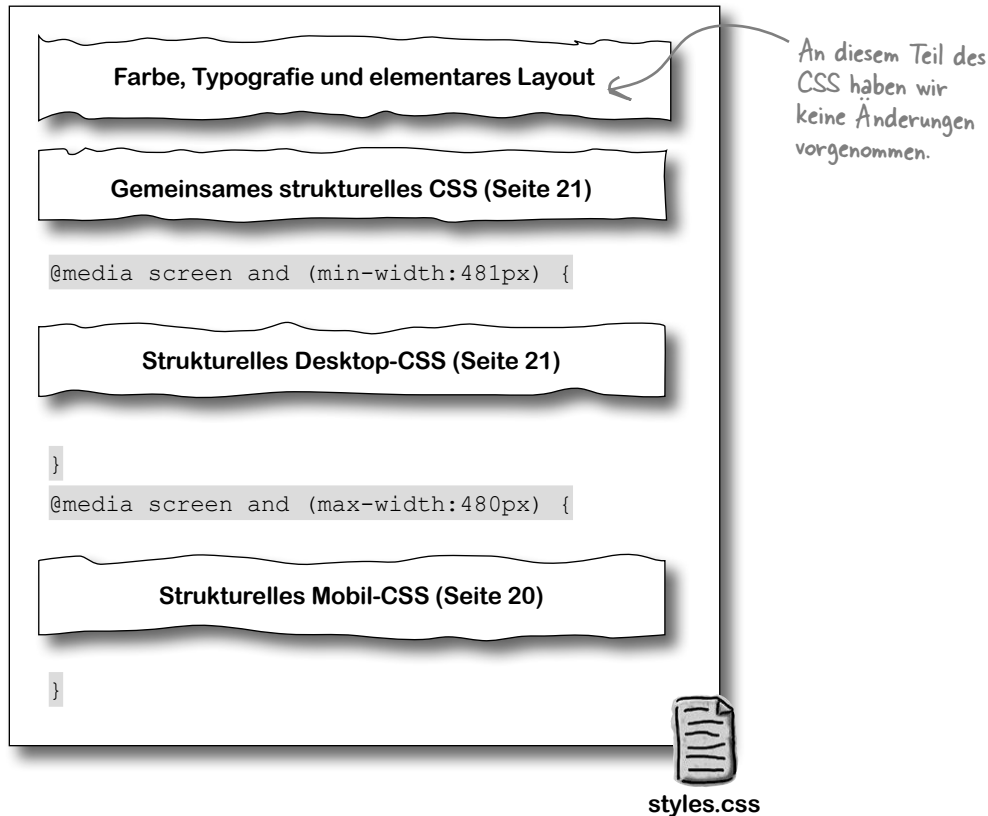 Farbe, Typografie und elementares Layout
An diesem Teil des
CSS haben wir
keine Änderungen
vorgenommen.
Gemeinsames strukturelles CSS (Seite 21)
@media screen and (min-width:481px) {
Strukturelles Desktop-CSS (Seite 21)
}
@media screen and (max-width:480px) {
Strukturelles Mobil-CSS (Seite 20)
}
styles.css